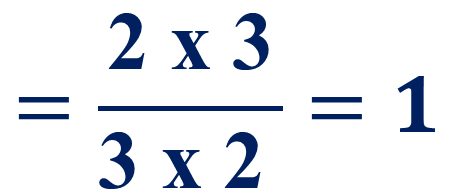 2 x 3
= ─── = 1
3 x 2